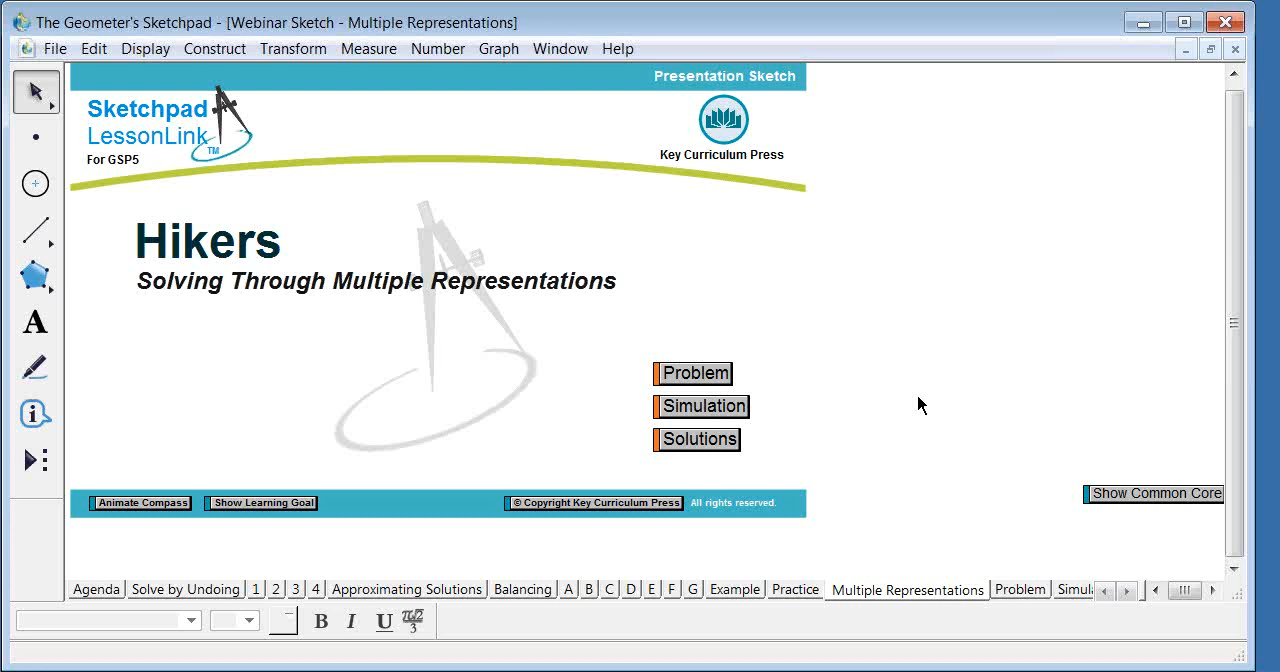 The Geometer's Sketchpad - [Webinar Sketch - Multiple Representations]
File Edit Display Construct Transform Measure Number Graph Window Help
Presentation Sketch
Sketchpad
LessonLink
TM
For GSP5
Key Curriculum Press
Hikers
Solving Through Multiple Representations
Problem
Simulation
Solutions
Show Common Core
Animate Compass Show Learning Goal © Copyright Key Curriculum Press All rights reserved.
Agenda Solve by Undoing 1 2 3 4 Approximating Solutions Balancing A B C D E F G Example Practice Multiple Representations Problem Simul
B I U